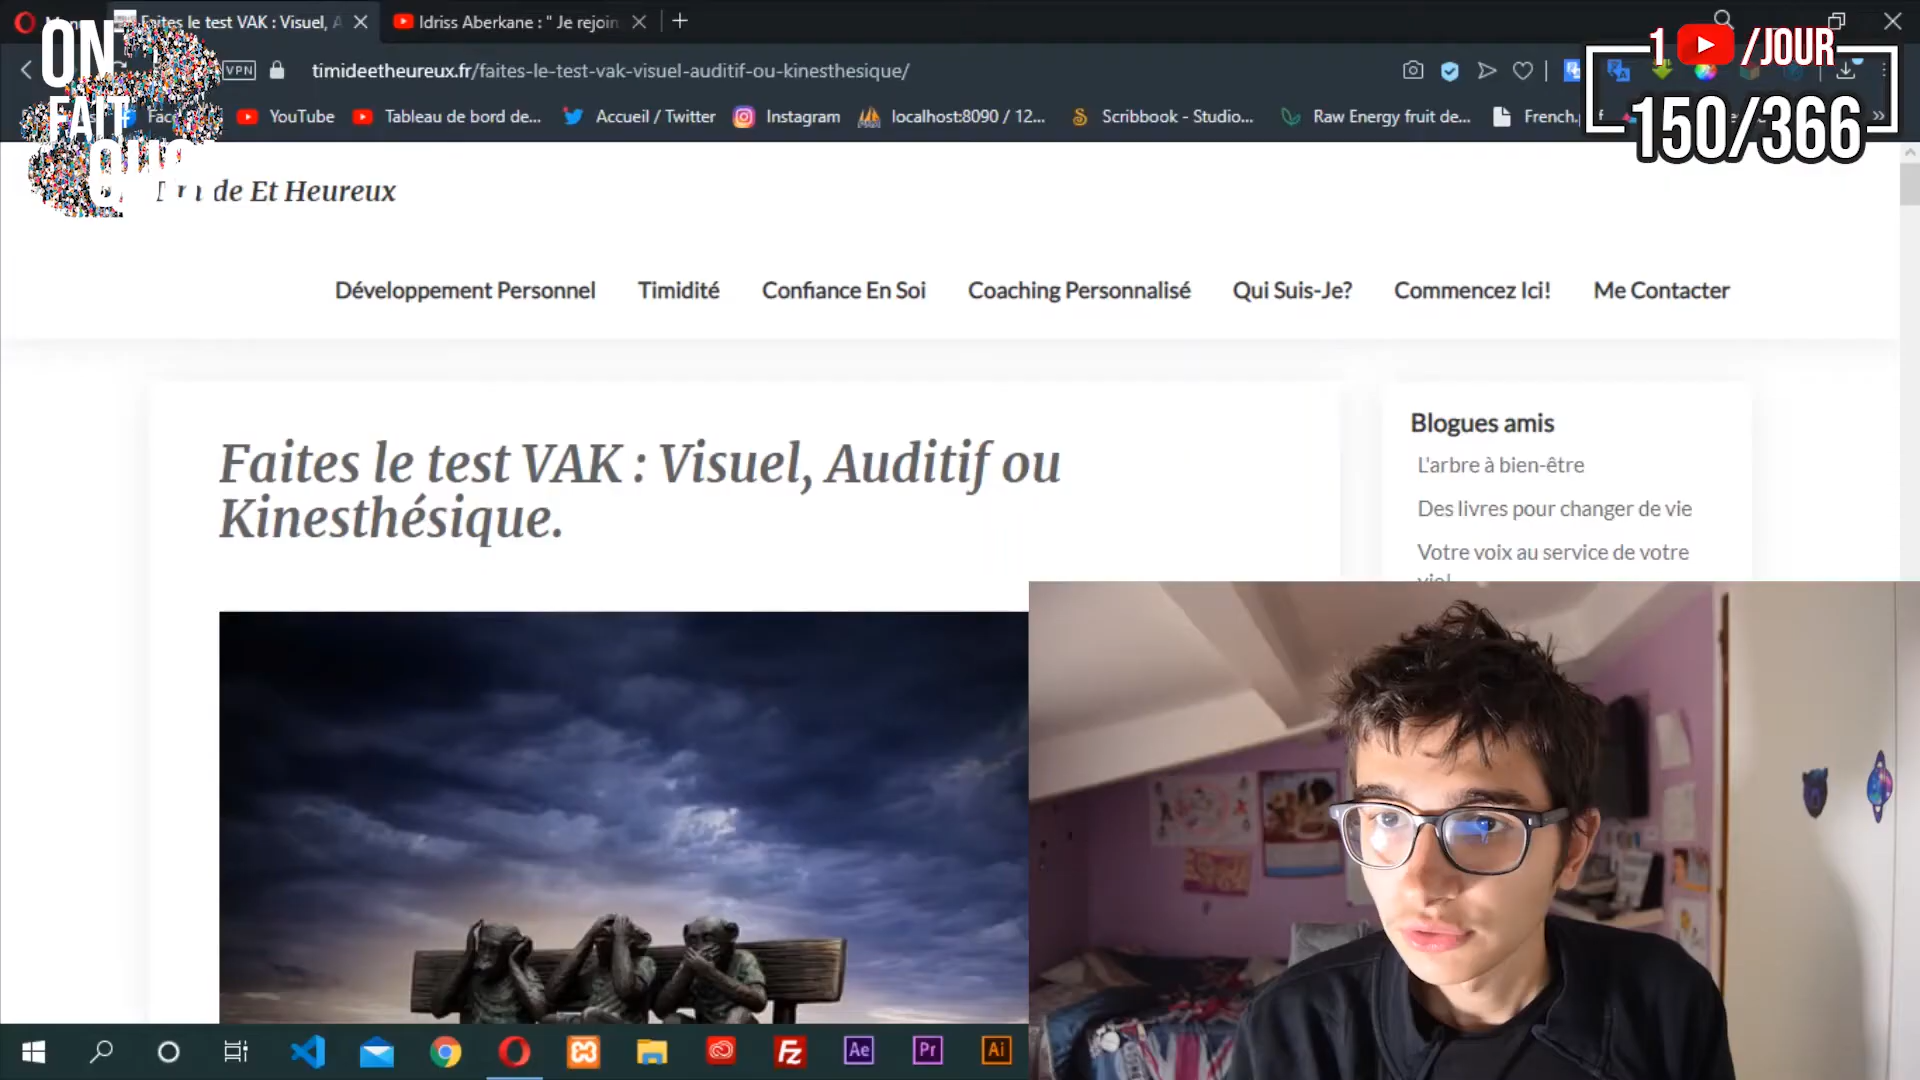 Faites le test VAK : Visuel, A
Idriss Aberkane : " Je rejoin
ON
FAIT
QUOI
1 /JOUR
150/366
VPN
timideetheureux.fr/faites-le-test-vak-visuel-auditif-ou-kinesthesique/
YouTube
Tableau de bord de...
Accueil / Twitter
Instagram
localhost:8090 / 12...
Scribbook - Studio...
Raw Energy fruit de...
French.p
de Et Heureux
Développement Personnel
Timidité
Confiance En Soi
Coaching Personnalisé
Qui Suis-Je?
Commencez Ici!
Me Contacter
Faites le test VAK : Visuel, Auditif ou
Kinesthésique.
Blogues amis
L'arbre à bien-être
Des livres pour changer de vie
Votre voix au service de votre
vie!
Fz
Ae
Pr
Ai